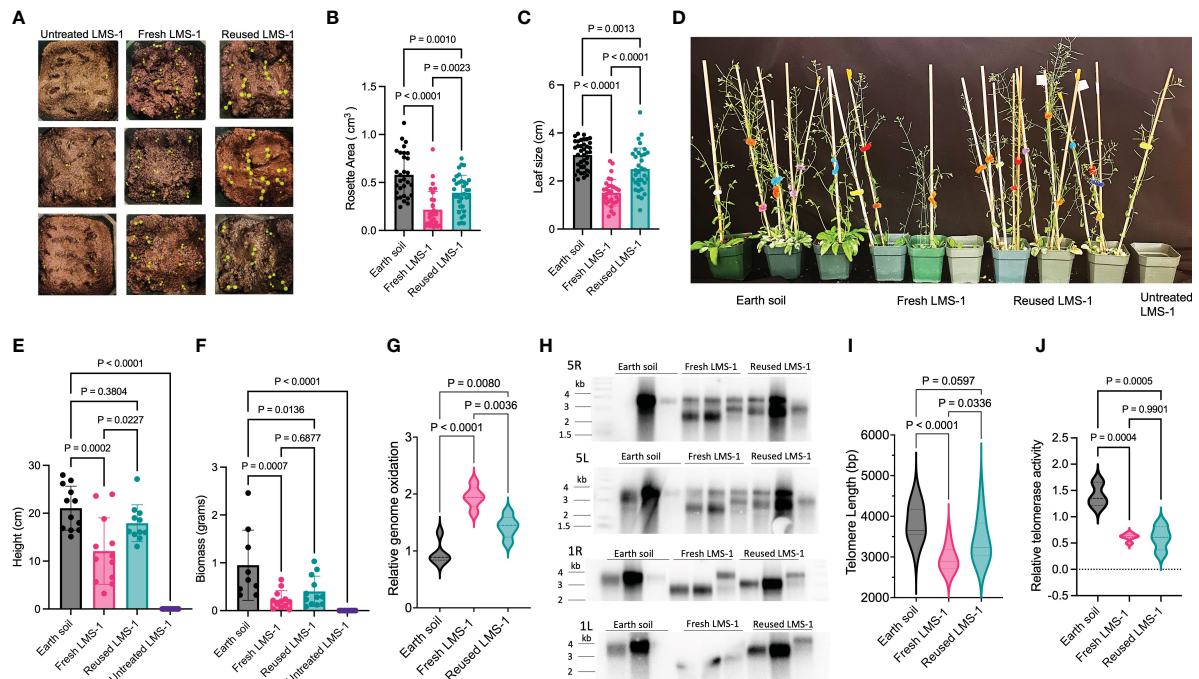 A
Untreated LMS-1
Fresh LMS-1
Reused LMS-1
B
P = 0.0010
P = 0.0023
P < 0.0001
Rosette Area ( cm³)
1.5
1.0
0.5
0.0
Earth soil
Fresh LMS-1
Reused LMS-1
C
P = 0.0013
P < 0.0001
P < 0.0001
Leaf size (cm)
6
4
2
0
Earth soil
Fresh LMS-1
Reused LMS-1
D
Earth soil
Fresh LMS-1
Reused LMS-1
Untreated
LMS-1
E
P < 0.0001
P = 0.3804
P = 0.0227
P = 0.0002
Height (cm)
30
20
10
0
Earth soil
Fresh LMS-1
Reused LMS-1
Untreated LMS-1
F
P <0.0001
P = 0.0136
P = 0.6877
P = 0.0007
Biomass (grams)
3
2
1
0
Earth soil
Fresh LMS-1
Reused LMS-1
Untreated LMS-1
G
P = 0.0080
P = 0.0036
P < 0.0001
Relative genome oxidation
3
2
1
0
Earth soil
Fresh LMS-1
Reused LMS-1
H
5R
Earth soil
Fresh LMS-1
Reused LMS-1
kb
4
3
2
1.5
5L
Earth soil
Fresh LMS-1
Reused LMS-1
kb
4
3
2
1.5
1R
Earth soil
Fresh LMS-1
Reused LMS-1
kb
4
3
2
1L
Earth soil
Fresh LMS-1
Reused LMS-1
kb
4
3
2
I
P = 0.0597
P = 0.0336
P < 0.0001
Telomere Length (bp)
6000
5000
4000
3000
2000
Earth soil
Fresh LMS-1
Reused LMS-1
J
P = 0.0005
P = 0.9901
P = 0.0004
Relative telomerase activity
2.5
2.0
1.5
1.0
0.5
0.0
0.5
Earth soil
Fresh LMS-1
Reused LMS-1